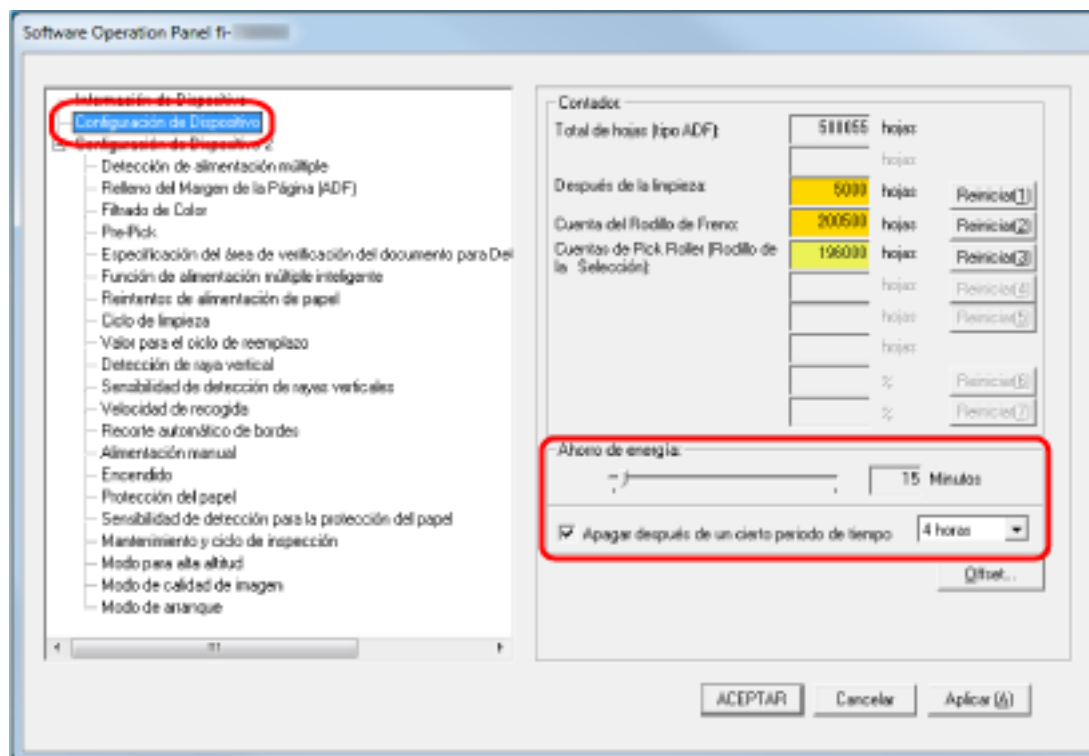 Software Operation Panel fi-
Información de Dispositivo
Configuración de Dispositivo
Configuración de Dispositivo 2
Detección de alimentación múltiple
Relleno del Margen de la Página (ADF)
Filtrado de Color
Pre-Pick
Especificación del área de verificación del documento para De
Función de alimentación múltiple inteligente
Reintentos de alimentación de papel
Ciclo de limpieza
Valor para el ciclo de reemplazo
Detección de raya vertical
Sensibilidad de detección de rayas verticales
Velocidad de recogida
Recorte automático de bordes
Alimentación manual
Encendido
Protección del papel
Sensibilidad de detección para la protección del papel
Mantenimiento y ciclo de inspección
Modo para alta altitud
Modo de calidad de imagen
Modo de arranque
Contador:
Total de hojas (tipo ADF): hojas
hojas
Después de la limpieza: 5000 hojas Reiniciar(1)
Cuenta del Rodillo de Freno: 200500 hojas Reiniciar(2)
Cuentas de Pick Roller (Rodillo de la Selección): 196000 hojas Reiniciar(3)
hojas Reiniciar(4)
hojas Reiniciar(5)
hojas
% Reiniciar(6)
% Reiniciar(7)
Ahorro de energía:
15 Minutos
Apagar después de un cierto periodo de tiempo 4 horas
Offset...
ACEPTAR Cancelar Aplicar (A)